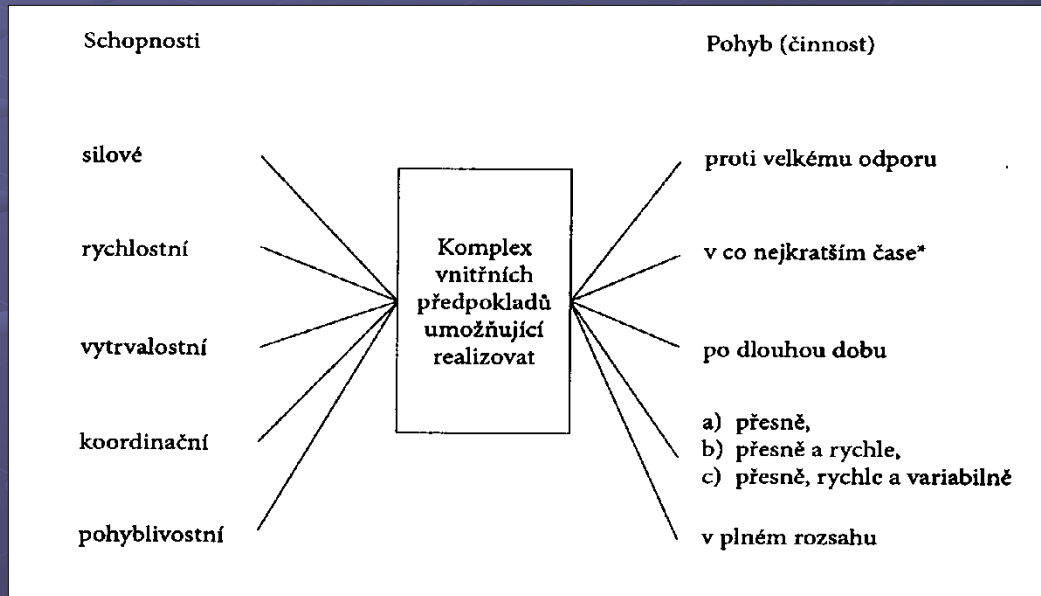 Schopnosti
Pohyb (činnost)
silové
rychlostní
vytrvalostní
koordinační
pohyblivostní
Komplex
vnitřních
předpokladů
umožňující
realizovat
proti velkému odporu
v co nejkratším čase*
po dlouhou dobu
a) přesně,
b) přesně a rychle,
c) přesně, rychle a variabilně
v plném rozsahu